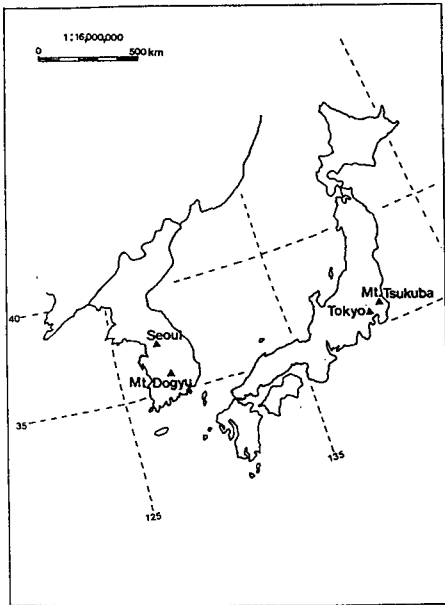 1:16,000,000
0 500 km
Mt. Tsukuba
Tokyo
40
Seoul
Mt. Dogyu
35
135
125